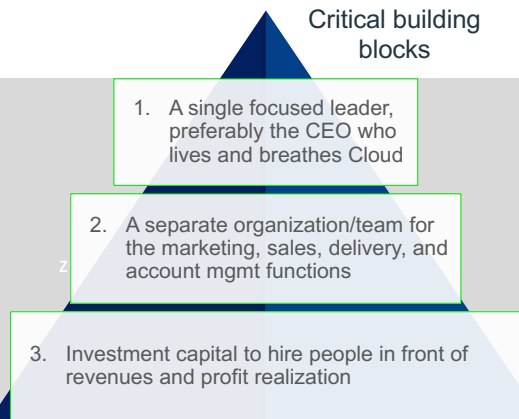 Critical building
blocks
1. A single focused leader,
preferably the CEO who
lives and breathes Cloud
2. A separate organization/team for
the marketing, sales, delivery, and
account mgmt functions
z
3. Investment capital to hire people in front of
revenues and profit realization